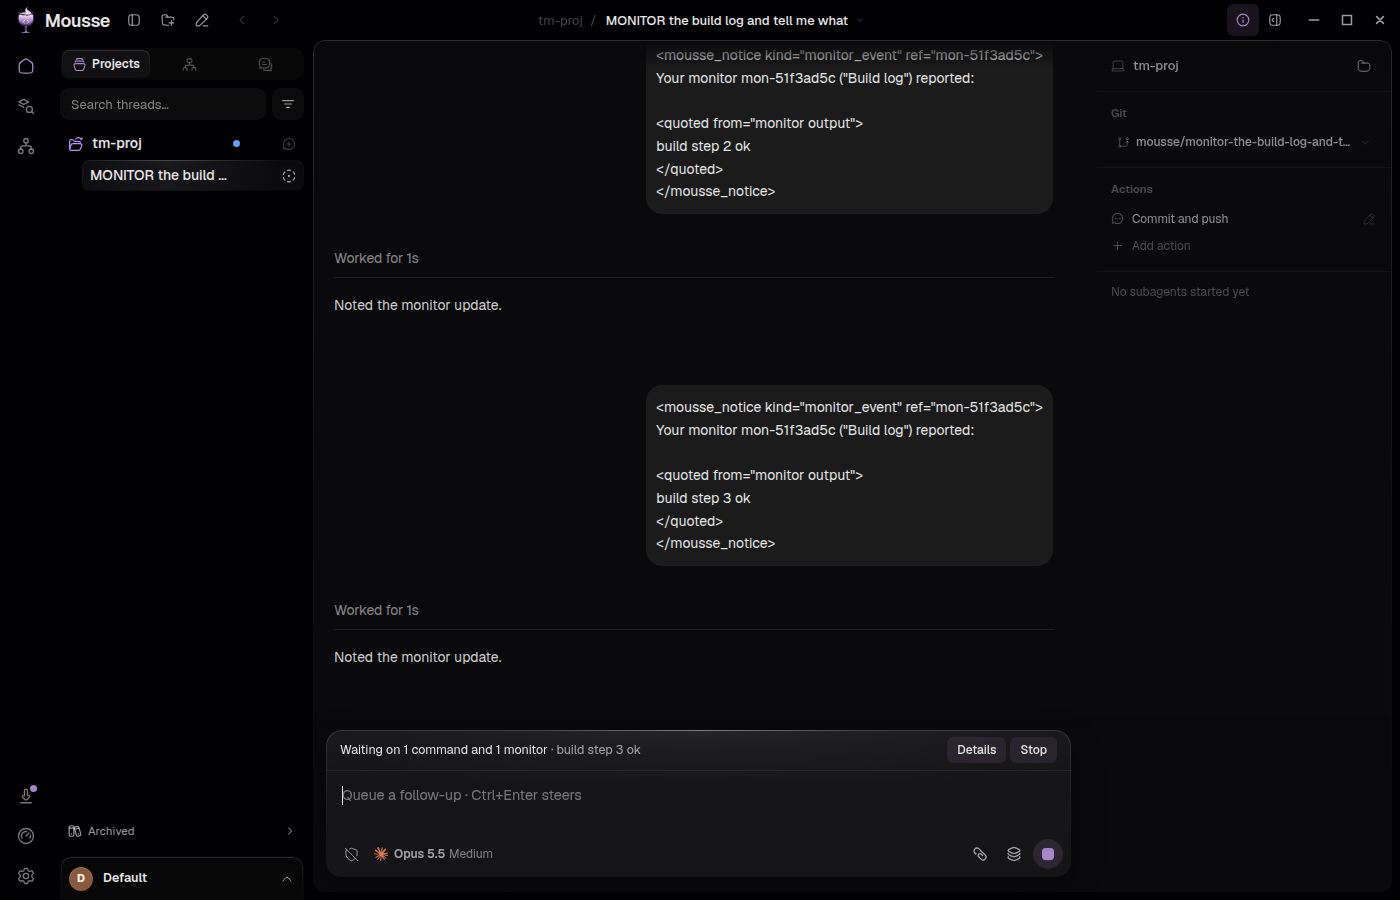 Mousse
tm-proj / MONITOR the build log and tell me what
Projects
Search threads...
tm-proj
MONITOR the build ...
Archived
D Default
<mousse_notice kind="monitor_event" ref="mon-51f3ad5c">
Your monitor mon-51f3ad5c ("Build log") reported:
<quoted from="monitor output">
build step 2 ok
</quoted>
</mousse_notice>
Worked for 1s
Noted the monitor update.
<mousse_notice kind="monitor_event" ref="mon-51f3ad5c">
Your monitor mon-51f3ad5c ("Build log") reported:
<quoted from="monitor output">
build step 3 ok
</quoted>
</mousse_notice>
Worked for 1s
Noted the monitor update.
Waiting on 1 command and 1 monitor · build step 3 ok
Details
Stop
Queue a follow-up · Ctrl+Enter steers
Opus 5.5 Medium
tm-proj
Git
mousse/monitor-the-build-log-and-t...
Actions
Commit and push
Add action
No subagents started yet